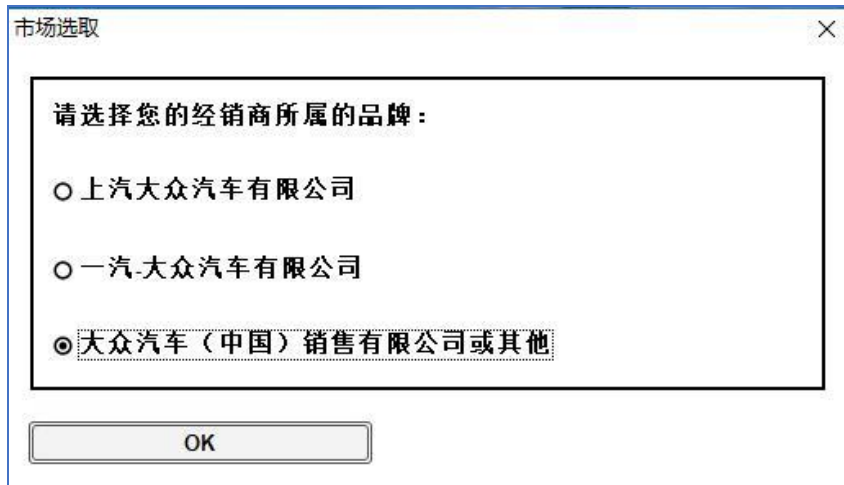 市场选取
请选择您的经销商所属的品牌：
上汽大众汽车有限公司
一汽-大众汽车有限公司
大众汽车（中国）销售有限公司或其他
OK